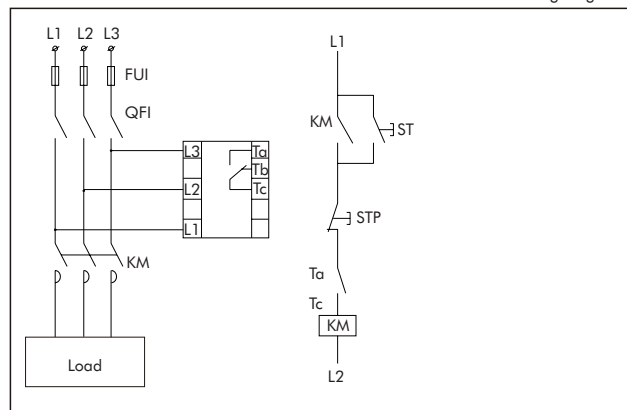 L1 L2 L3
FUI
QFI
L3 Ta
Tb
L2 Tc
L1
KM
Load
L1
KM ST
STP
Ta
Tc
KM
L2